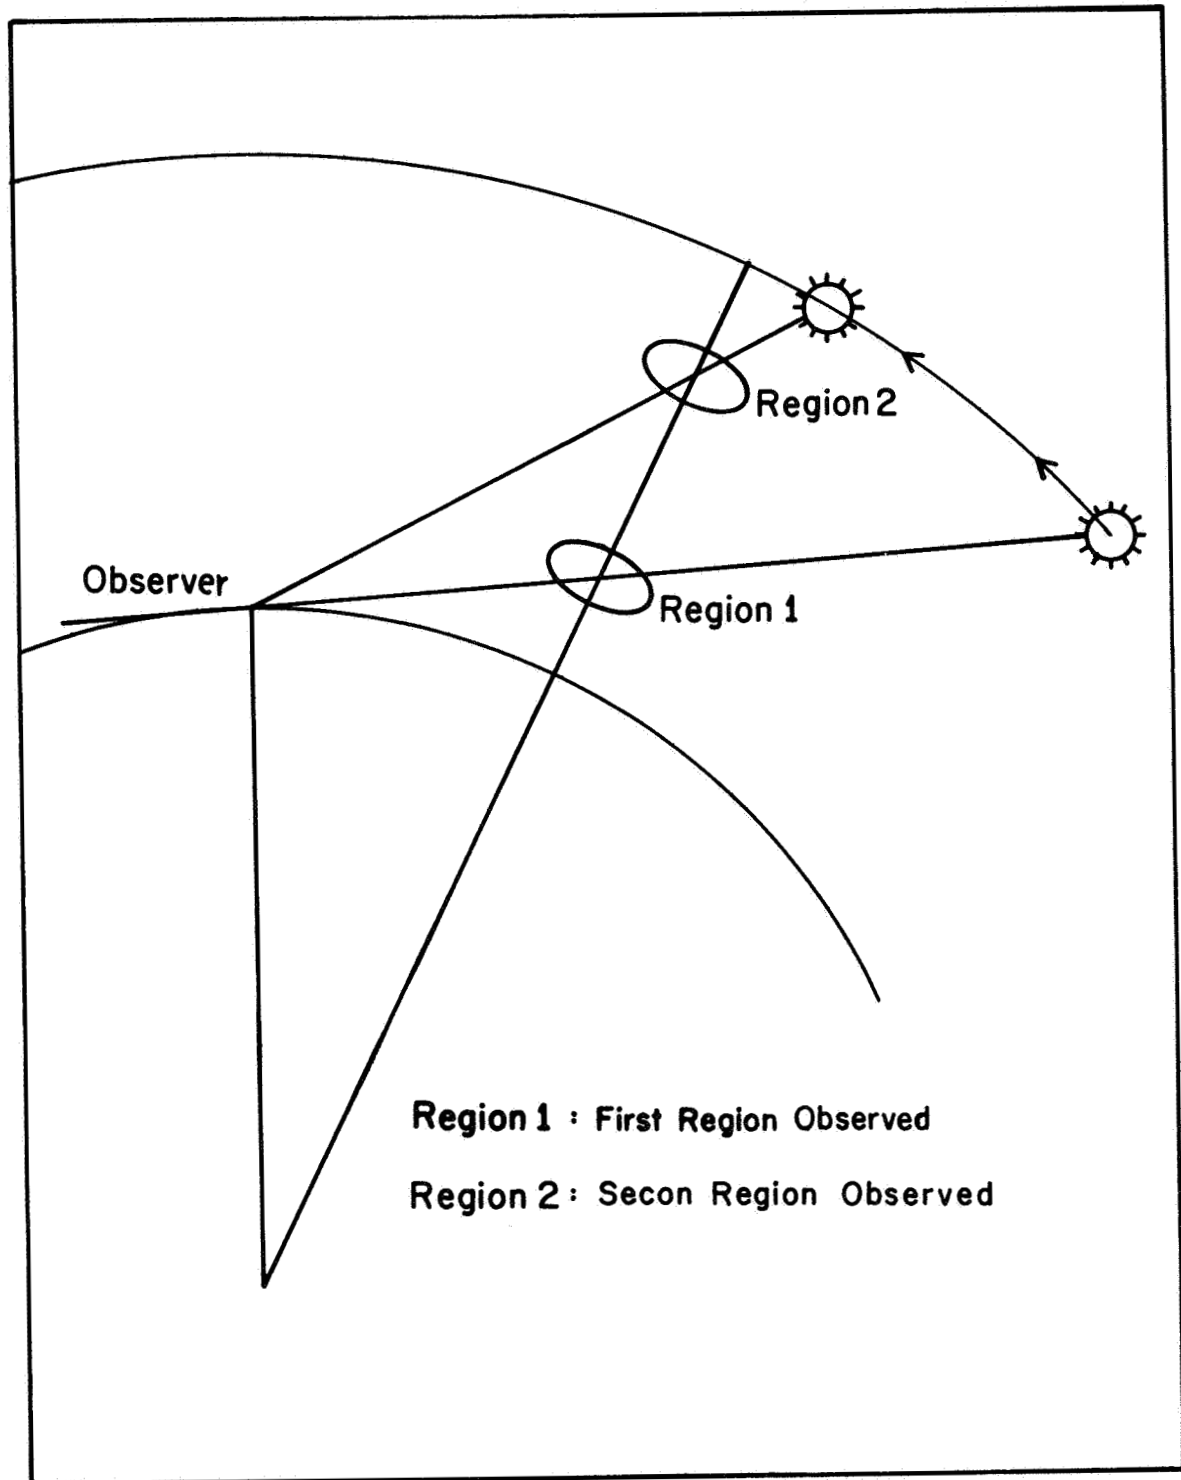 Region 2
Observer
Region 1
Region 1 : First Region Observed
Region 2 : Secon Region Observed